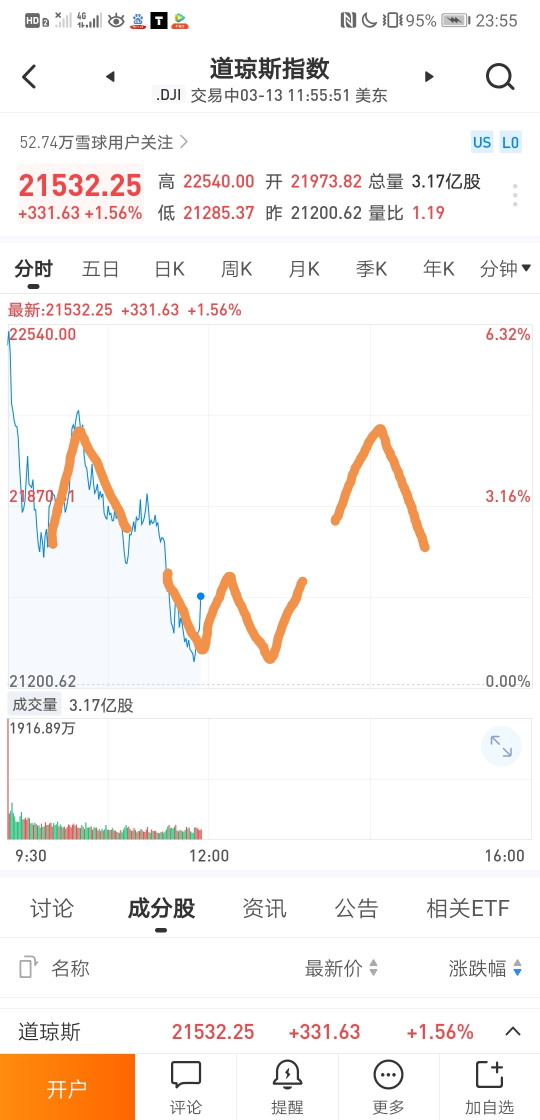 HD 2 4G 95% 23:55
道琼斯指数
.DJI 交易中03-13 11:55:51 美东
52.74万雪球用户关注 US L0
21532.25 高 22540.00 开 21973.82 总量 3.17亿股
+331.63 +1.56% 低 21285.37 昨 21200.62 量比 1.19
分时 五日 日K 周K 月K 季K 年K 分钟
最新:21532.25 +331.63 +1.56%
22540.00 6.32%
3.16%
21200.62 0.00%
成交量 3.17亿股
1916.89万
9:30 12:00 16:00
讨论 成分股 资讯 公告 相关ETF
名称 最新价 涨跌幅
道琼斯 21532.25 +331.63 +1.56%
开户 评论 提醒 更多 加自选